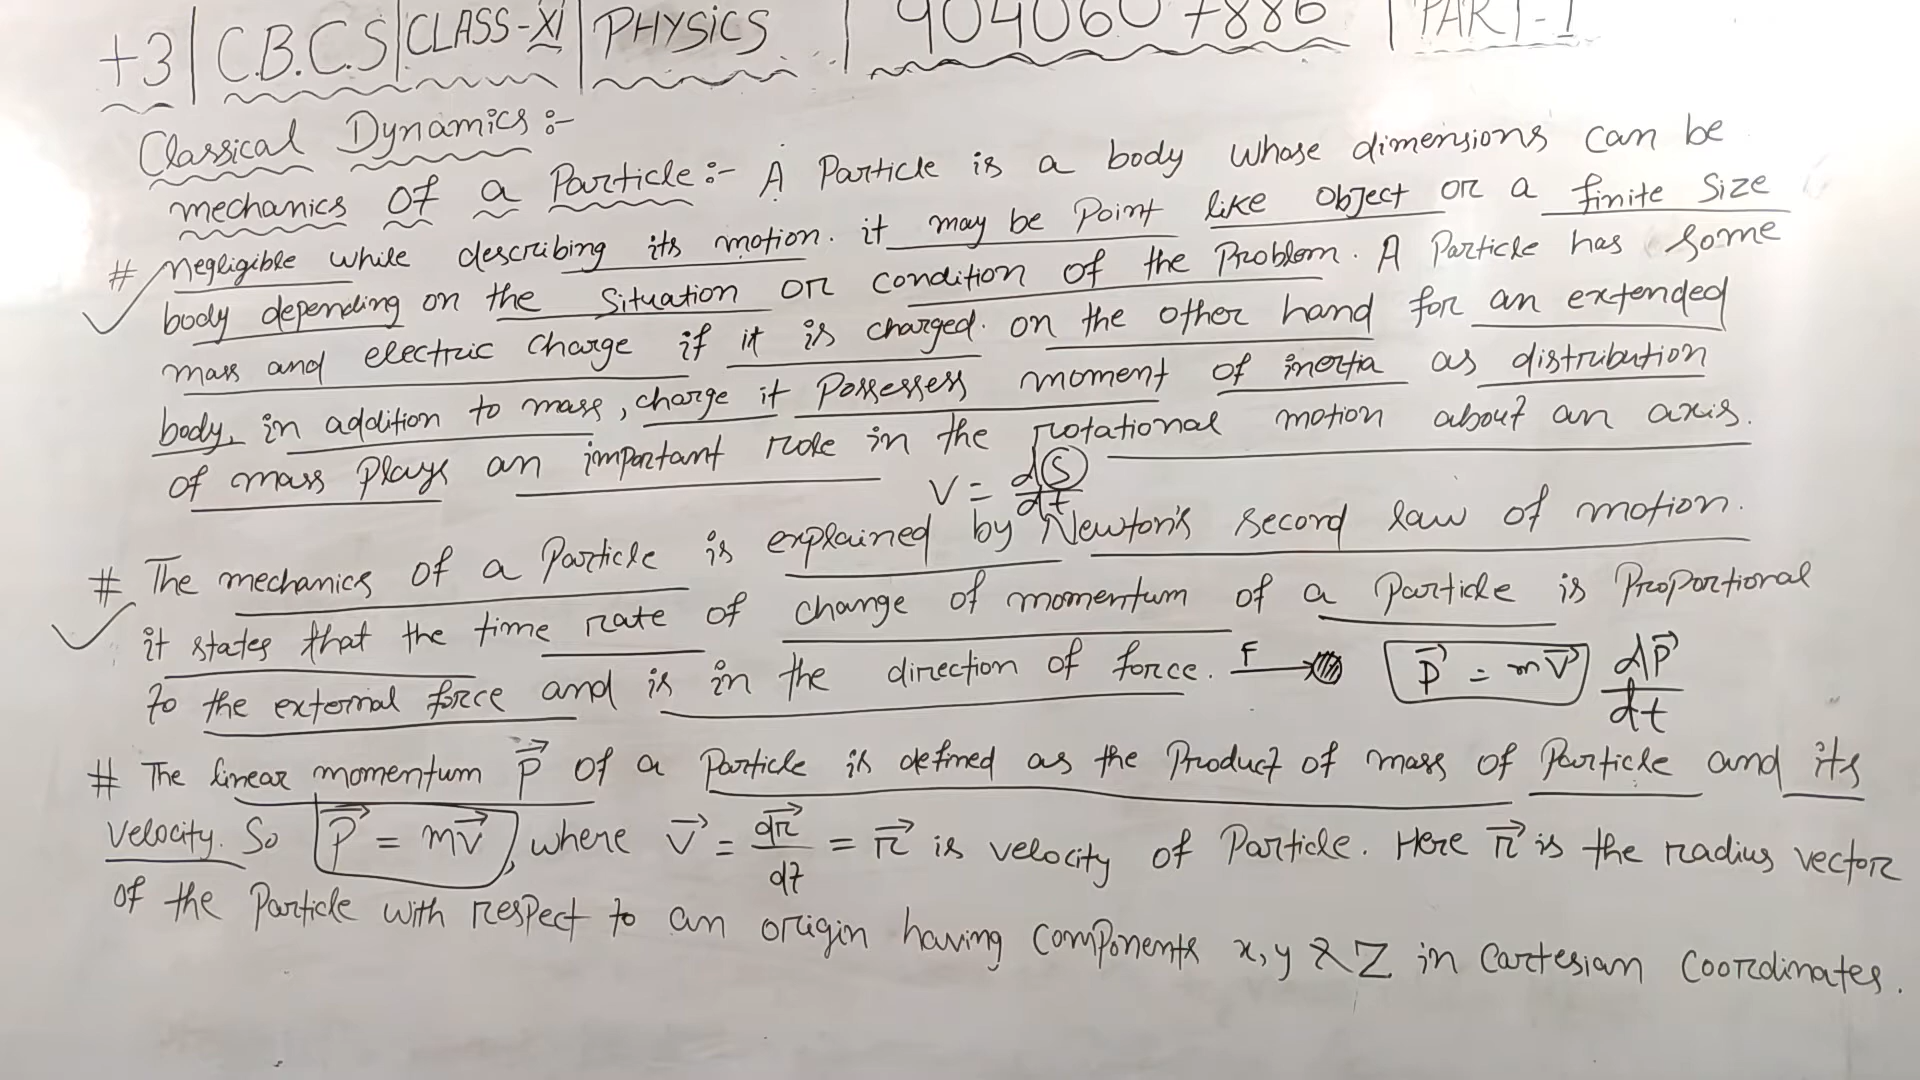 +3 | C.B.C.S | CLASS-XI | PHYSICS | 9040607886 | PART-1
Classical Dynamics:-
mechanics of a Particle:- A Particle is a body whose dimensions can be
# negligible while describing its motion. it may be Point like object or a finite size
body depending on the situation or condition of the Problem. A Particle has some
mass and electric charge if it is charged. on the other hand for an extended
body, in addition to mass, charge it Possessess moment of inertia as distribution
of mass Plays an important role in the rotational motion about an axis.
V = dS/dt
# The mechanics of a Particle is explained by Newton's second law of motion.
it states that the time rate of change of momentum of a Particle is Proportional
to the external force and is in the direction of force. F P⃗ = mV⃗ dP⃗/dt
# The linear momentum P⃗ of a Particle is defined as the Product of mass of Particle and its
velocity. So P⃗ = mv⃗, where v⃗ = dr⃗/dt = r⃗ is velocity of Particle. Here r⃗ is the radius vector
of the Particle with respect to an origin having components x, y & Z in Cartesian Coordinates.